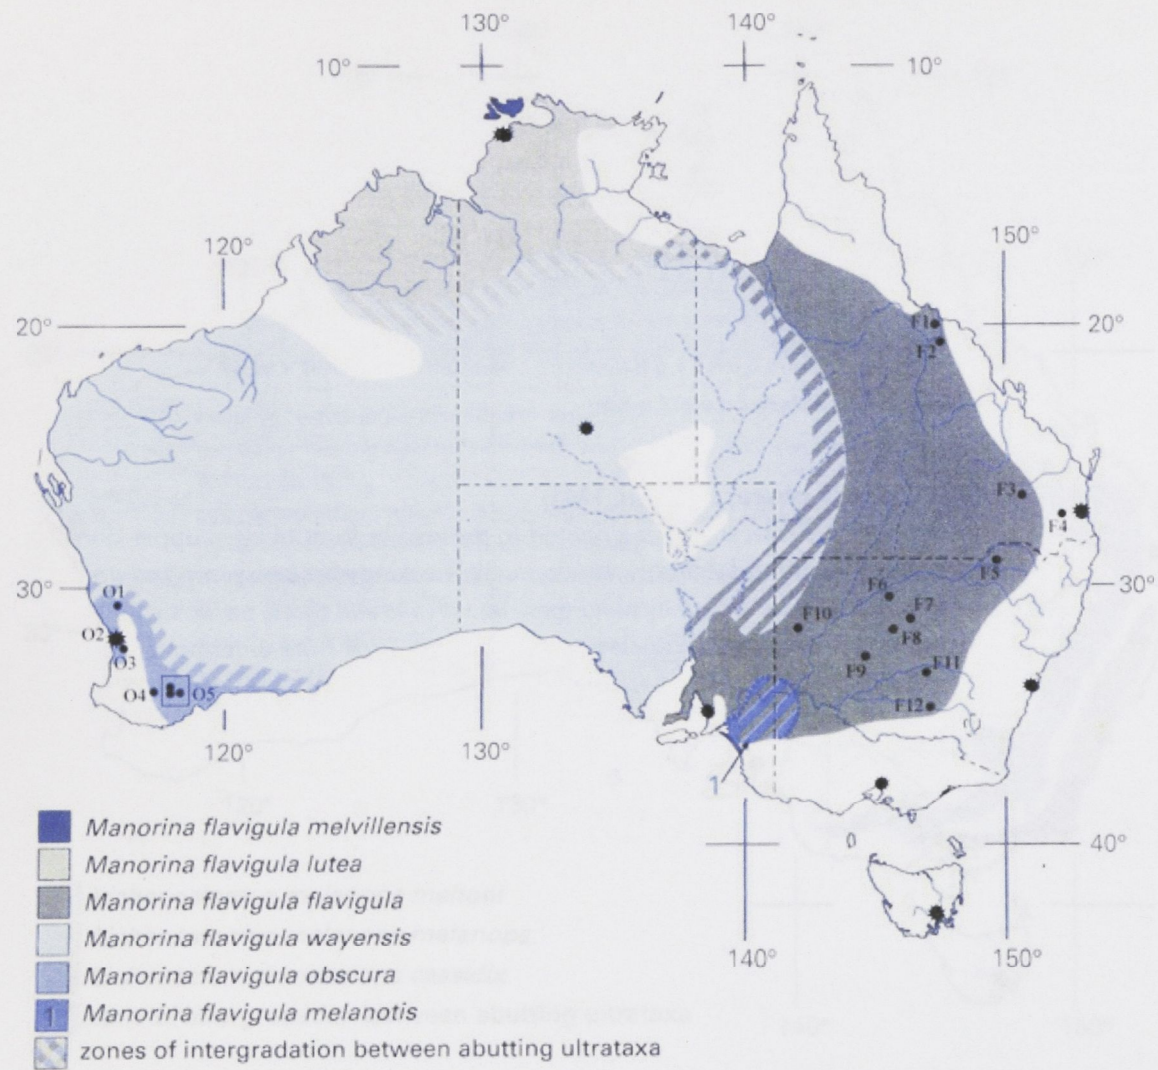 130°
140°
10°
10°
120°
150°
20°
20°
F1
F2
F3
F4
F5
30°
30°
O1
O2
O3
O4
O5
F6
F7
F8
F9
F10
F11
F12
1
120°
130°
140°
150°
40°
Manorina flavigula melvillensis
Manorina flavigula lutea
Manorina flavigula flavigula
Manorina flavigula wayensis
Manorina flavigula obscura
1 Manorina flavigula melanotis
zones of intergradation between abutting ultrataxa